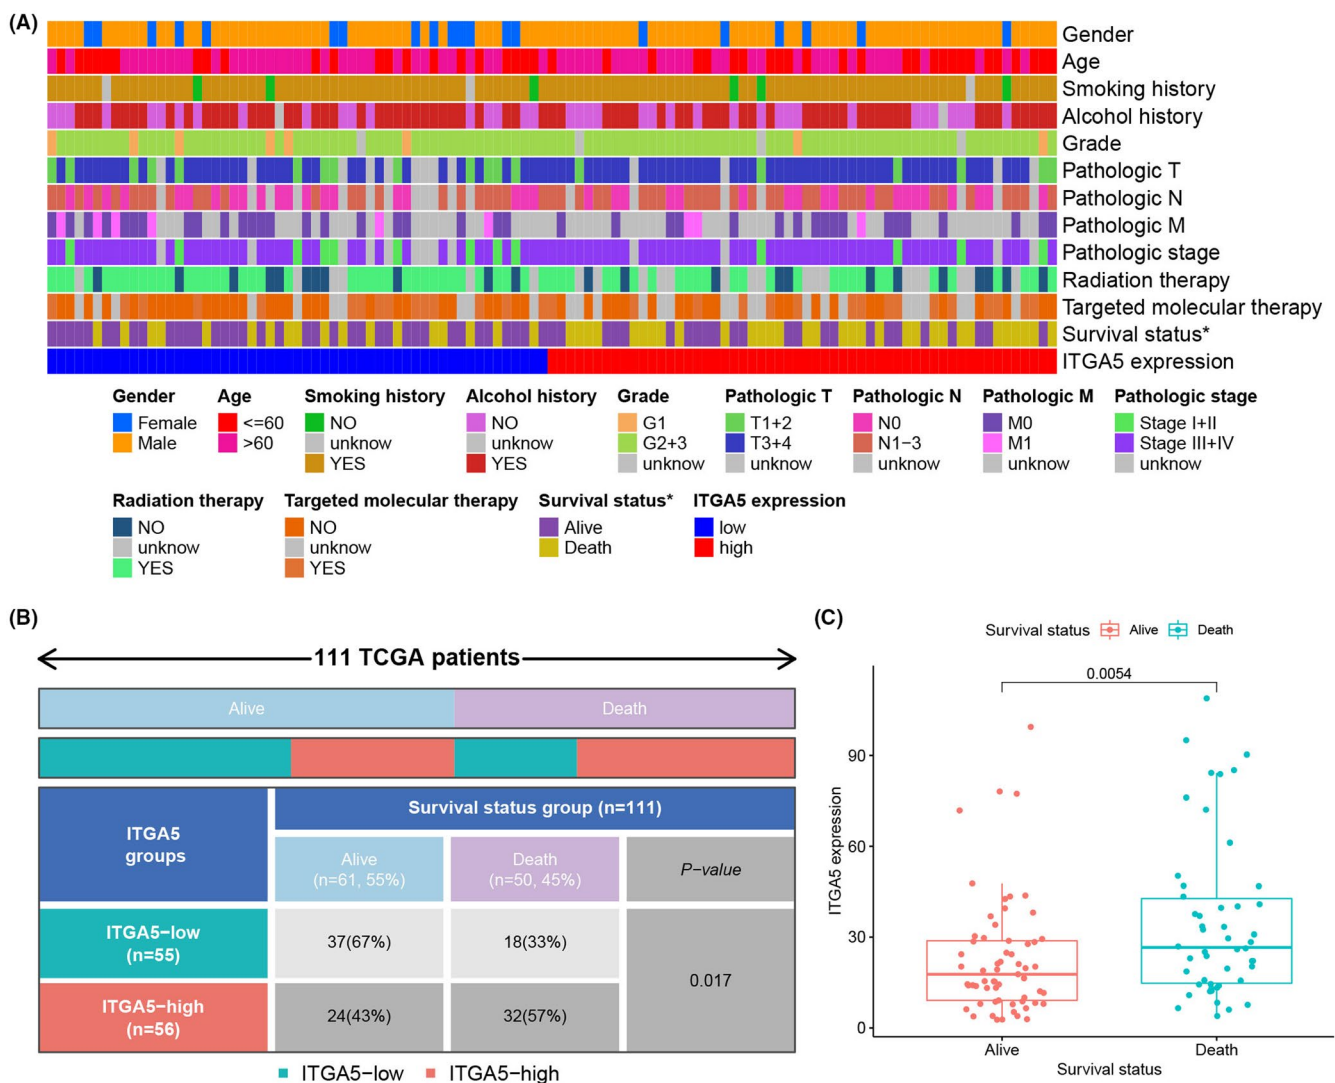 (A)
Gender
Age
Smoking history
Alcohol history
Grade
Pathologic T
Pathologic N
Pathologic M
Pathologic stage
Radiation therapy
Targeted molecular therapy
Survival status*
ITGA5 expression
Gender
Female
Male
Age
<=60
>60
Smoking history
NO
unknow
YES
Alcohol history
NO
unknow
YES
Grade
G1
G2+3
unknow
Pathologic T
T1+2
T3+4
unknow
Pathologic N
N0
N1−3
unknow
Pathologic M
M0
M1
unknow
Pathologic stage
Stage I+II
Stage III+IV
unknow
Radiation therapy
NO
unknow
YES
Targeted molecular therapy
NO
unknow
YES
Survival status*
Alive
Death
ITGA5 expression
low
high
(B)
111 TCGA patients
Alive Death
ITGA5
groups
Survival status group (n=111)
Alive
(n=61, 55%)
Death
(n=50, 45%)
P−value
ITGA5−low
(n=55)
37(67%)
18(33%)
0.017
ITGA5−high
(n=56)
24(43%)
32(57%)
ITGA5−low ITGA5−high
(C)
Survival status Alive Death
0.0054
90
60
30
0
ITGA5 expression
Alive Death
Survival status